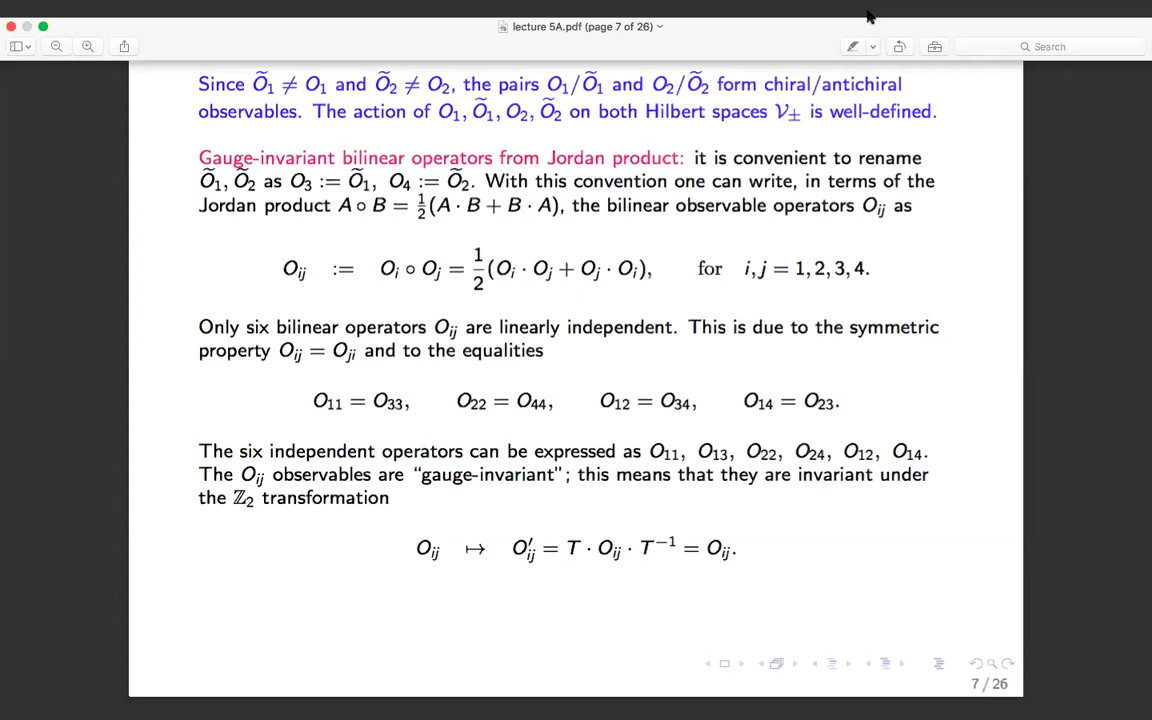 lecture 5A.pdf (page 7 of 26)
Search
Since Õ₁ ≠ O₁ and Õ₂ ≠ O₂, the pairs O₁/Õ₁ and O₂/Õ₂ form chiral/antichiral
observables. The action of O₁, Õ₁, O₂, Õ₂ on both Hilbert spaces 𝒱± is well-defined.
Gauge-invariant bilinear operators from Jordan product: it is convenient to rename
Õ₁, Õ₂ as O₃ := Õ₁, O₄ := Õ₂. With this convention one can write, in terms of the
Jordan product A ∘ B = ½(A · B + B · A), the bilinear observable operators Oᵢⱼ as
Oᵢⱼ := Oᵢ ∘ Oⱼ = ½(Oᵢ · Oⱼ + Oⱼ · Oᵢ), for i, j = 1, 2, 3, 4.
Only six bilinear operators Oᵢⱼ are linearly independent. This is due to the symmetric
property Oᵢⱼ = Oⱼᵢ and to the equalities
O₁₁ = O₃₃, O₂₂ = O₄₄, O₁₂ = O₃₄, O₁₄ = O₂₃.
The six independent operators can be expressed as O₁₁, O₁₃, O₂₂, O₂₄, O₁₂, O₁₄.
The Oᵢⱼ observables are “gauge-invariant”; this means that they are invariant under
the ℤ₂ transformation
Oᵢⱼ ↦ O′ᵢⱼ = T · Oᵢⱼ · T⁻¹ = Oᵢⱼ.
7 / 26